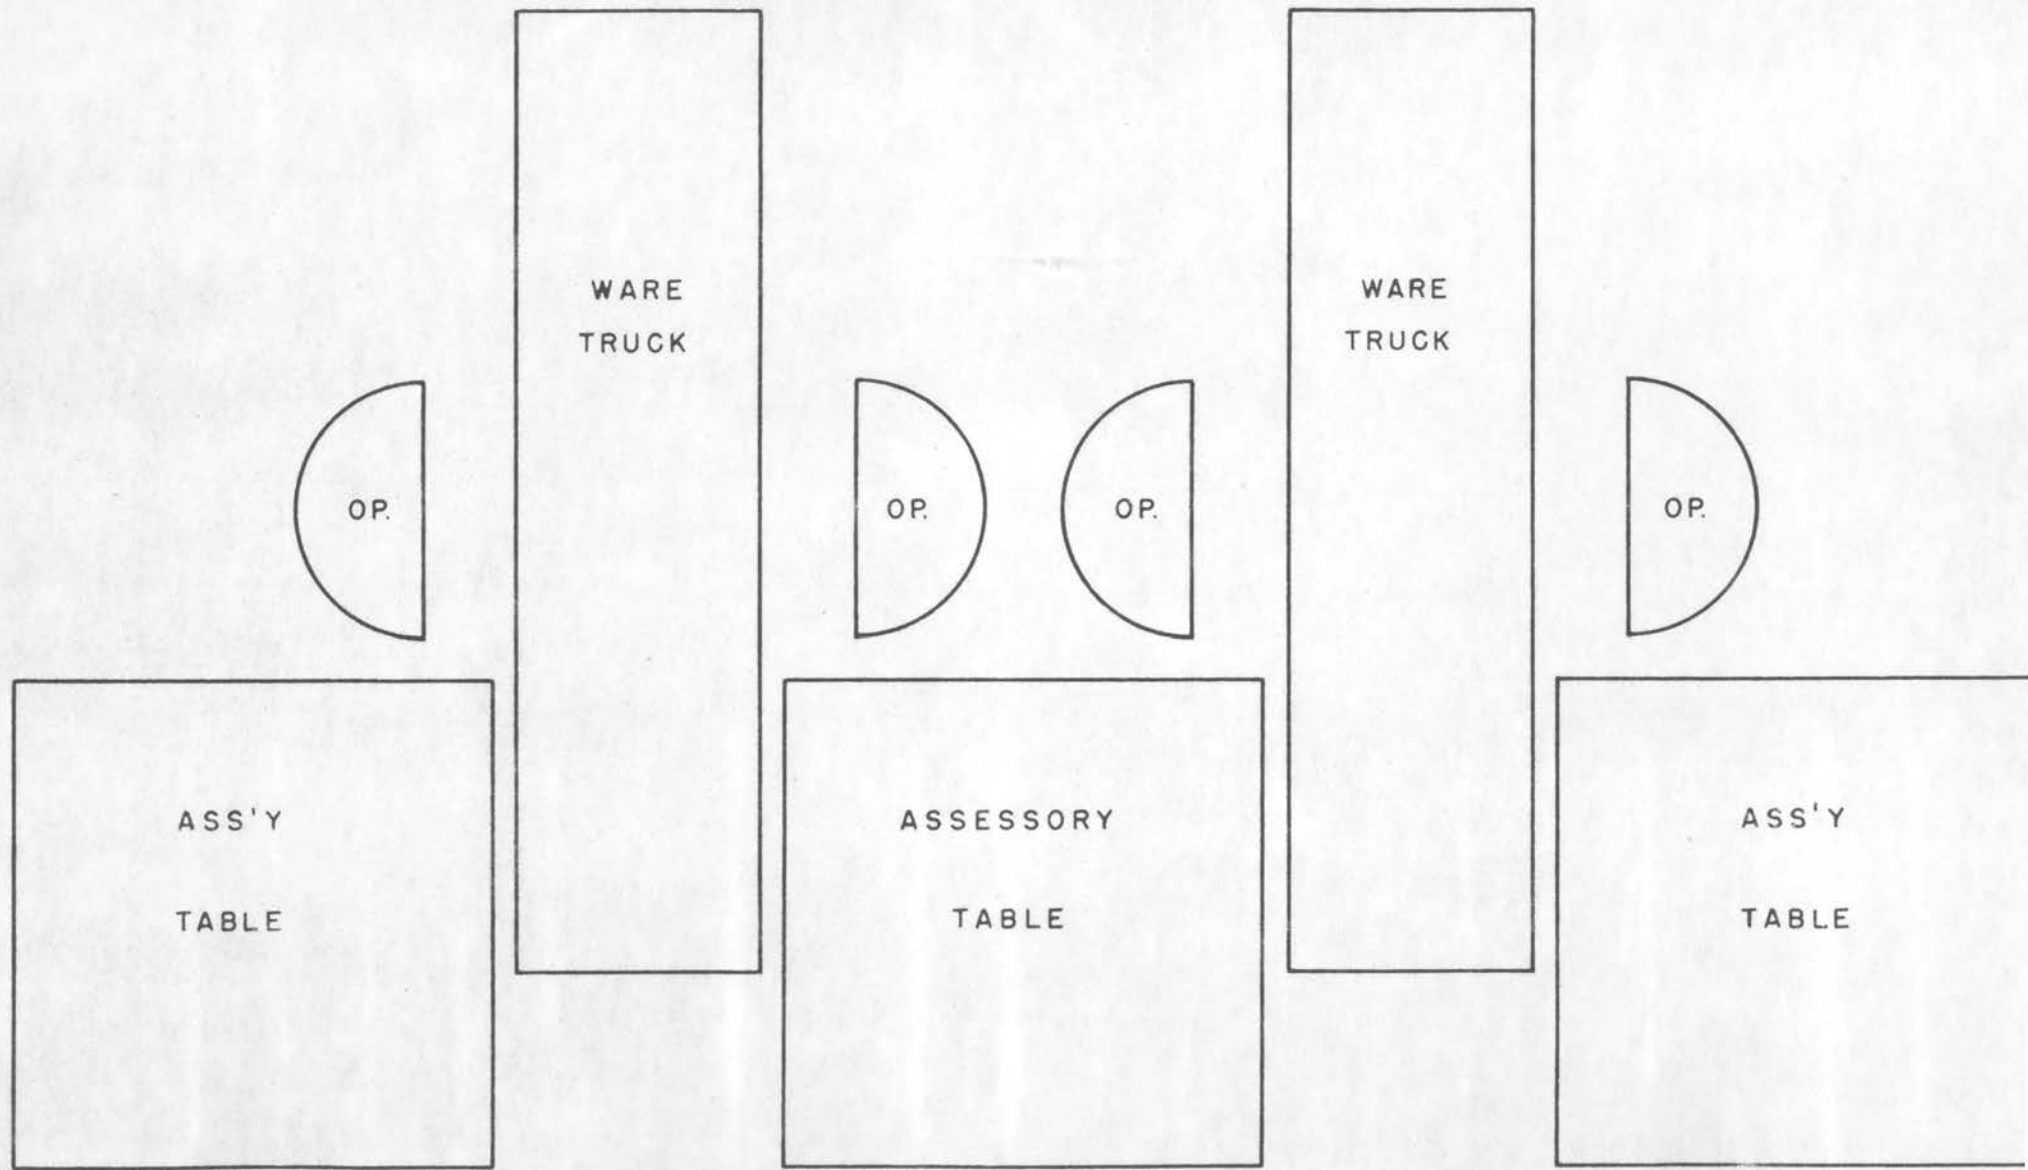 WARE
TRUCK
WARE
TRUCK
OP.
OP.
OP.
OP.
ASS'Y
TABLE
ASSESSORY
TABLE
ASS'Y
TABLE